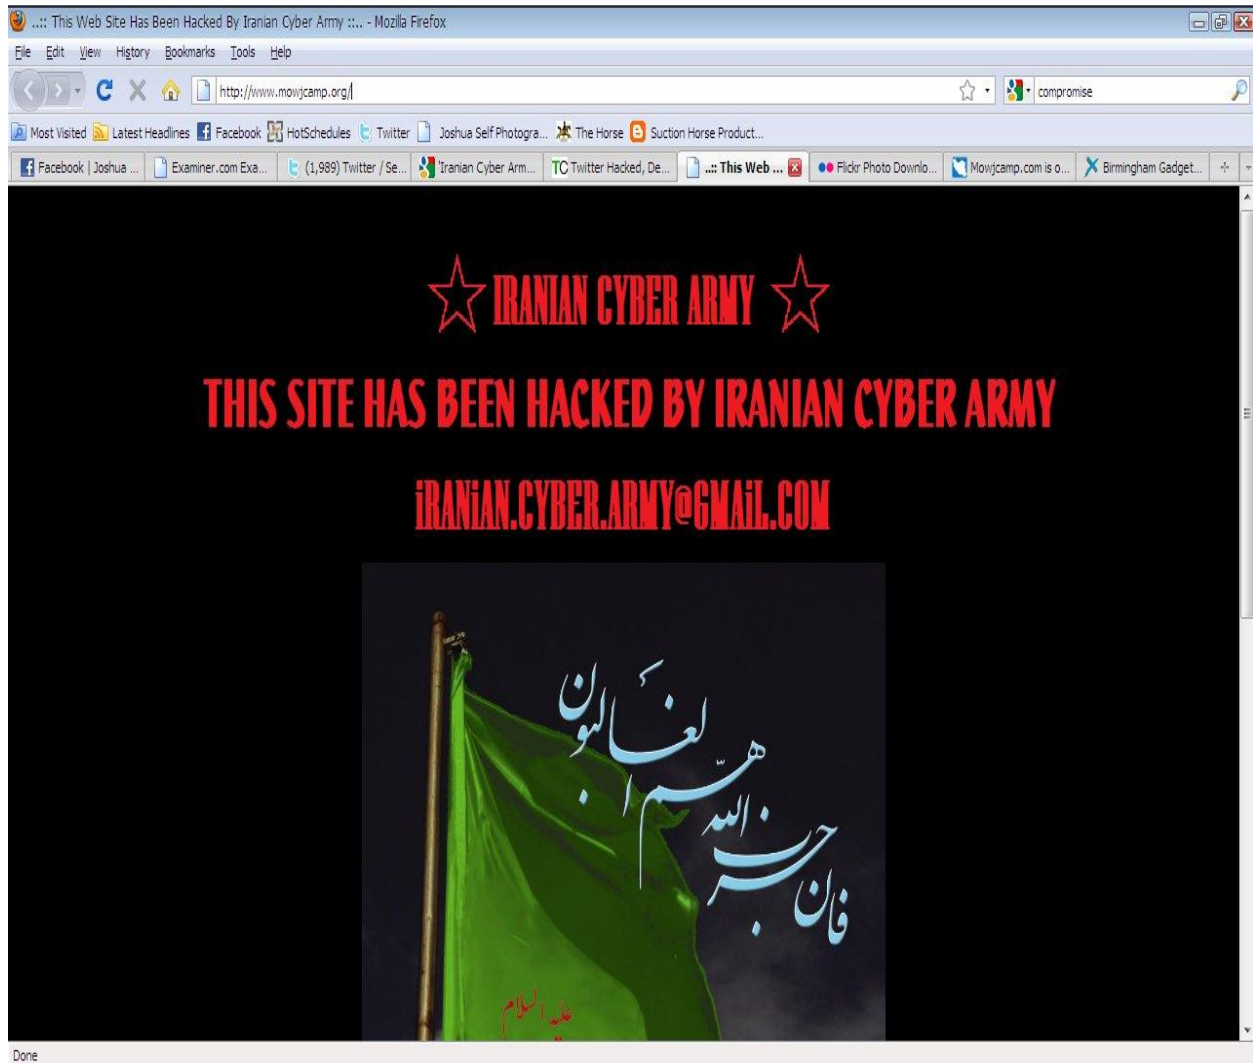 ..:: This Web Site Has Been Hacked By Iranian Cyber Army ::.. - Mozilla Firefox
File Edit View History Bookmarks Tools Help
http://www.mowjcamp.org/ compromise
Most Visited Latest Headlines Facebook HotSchedules Twitter Joshua Self Photogra... The Horse Suction Horse Product...
Facebook | Joshua ... Examiner.com Exa... (1,989) Twitter / Se... 'Iranian Cyber Arm... TC Twitter Hacked, De... ..:: This Web ... Flickr Photo Downlo... Mowjcamp.com is o... Birmingham Gadget...
IRANIAN CYBER ARMY
THIS SITE HAS BEEN HACKED BY IRANIAN CYBER ARMY
iRANiAN.CYBER.ARMY@GMAiL.COM
فان حزب الله هم الغالبون
علیه السلام
Done